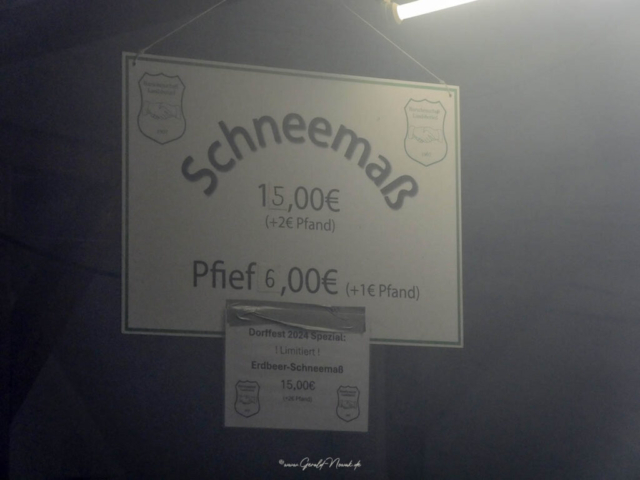 Schneemaß
15,00€
(+2€ Pfand)
Pfief 6,00€ (+1€ Pfand)
Dorffest 2024 Spezial:
! Limitiert !
Erdbeer-Schneemaß
15,00€